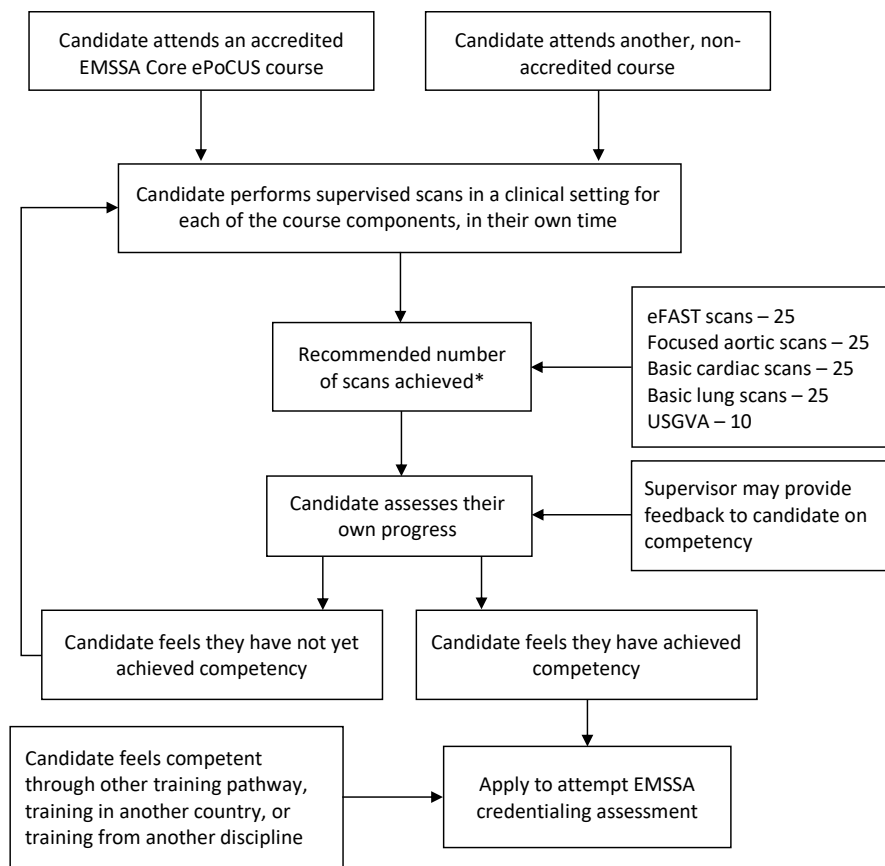 Candidate attends an accredited
EMSSA Core ePoCUS course
Candidate attends another, non-
accredited course
Candidate performs supervised scans in a clinical setting for
each of the course components, in their own time
Recommended number
of scans achieved*
eFAST scans – 25
Focused aortic scans – 25
Basic cardiac scans – 25
Basic lung scans – 25
USGVA – 10
Candidate assesses their
own progress
Supervisor may provide
feedback to candidate on
competency
Candidate feels they have not yet
achieved competency
Candidate feels they have achieved
competency
Candidate feels competent
through other training pathway,
training in another country, or
training from another discipline
Apply to attempt EMSSA
credentialing assessment